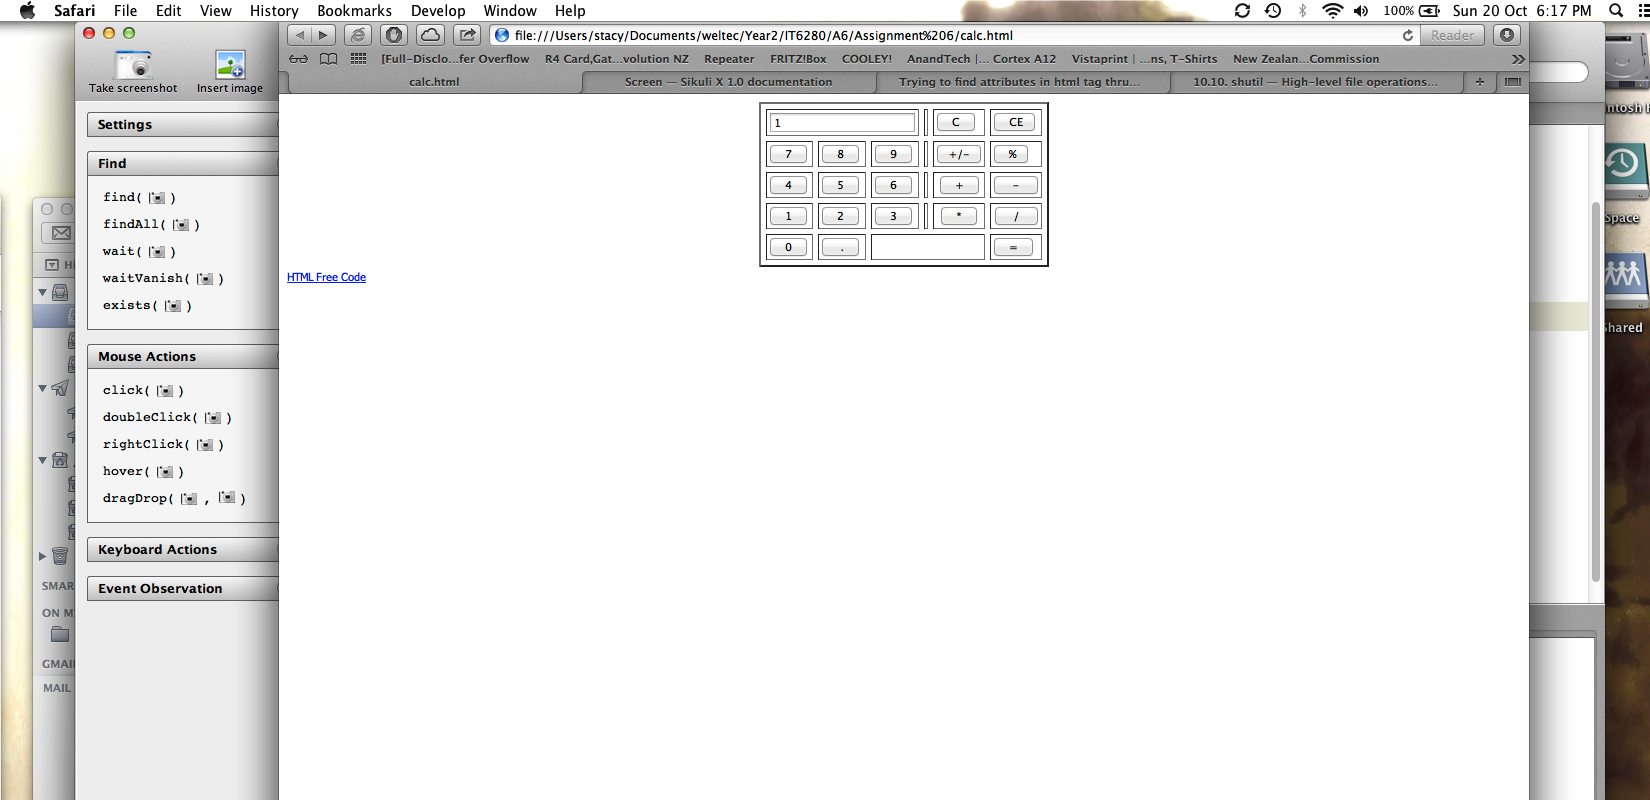 Safari File Edit View History Bookmarks Develop Window Help 100% Sun 20 Oct 6:17 PM
file:///Users/stacy/Documents/weltec/Year2/IT6280/A6/Assignment%206/calc.html Reader
Take screenshot Insert image
[Full-Disclo...fer Overflow R4 Card,Gat...volution NZ Repeater FRITZ!Box COOLEY! AnandTech |... Cortex A12 Vistaprint | ...ns, T-Shirts New Zealan...Commission
calc.html Screen — Sikuli X 1.0 documentation Trying to find attributes in html tag thru... 10.10. shutil — High-level file operations...
Settings
Find
find( )
findAll( )
wait( )
waitVanish( )
exists( )
Mouse Actions
click( )
doubleClick( )
rightClick( )
hover( )
dragDrop( , )
Keyboard Actions
Event Observation
1 C CE
7 8 9 +/- %
4 5 6 + -
1 2 3 * /
0 . =
HTML Free Code
SMAR
ON M
GMAI
MAIL
ntosh
Space
Shared